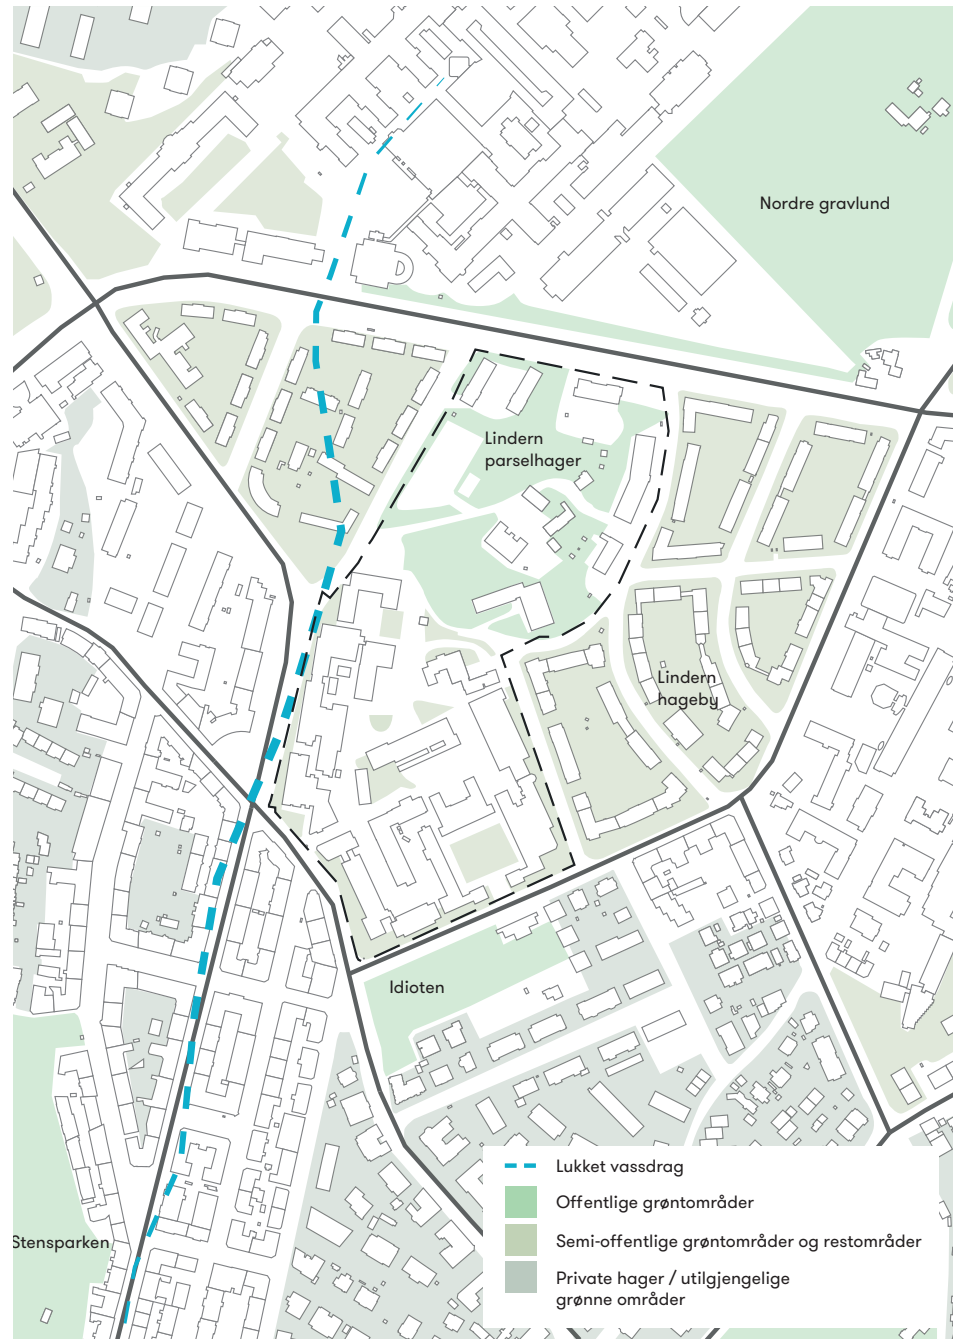 Nordre gravlund
Lindern
parselhager
Lindern
hageby
Idioten
Stensparken
Lukket vassdrag
Offentlige grøntområder
Semi-offentlige grøntområder og restområder
Private hager / utilgjengelige
grønne områder